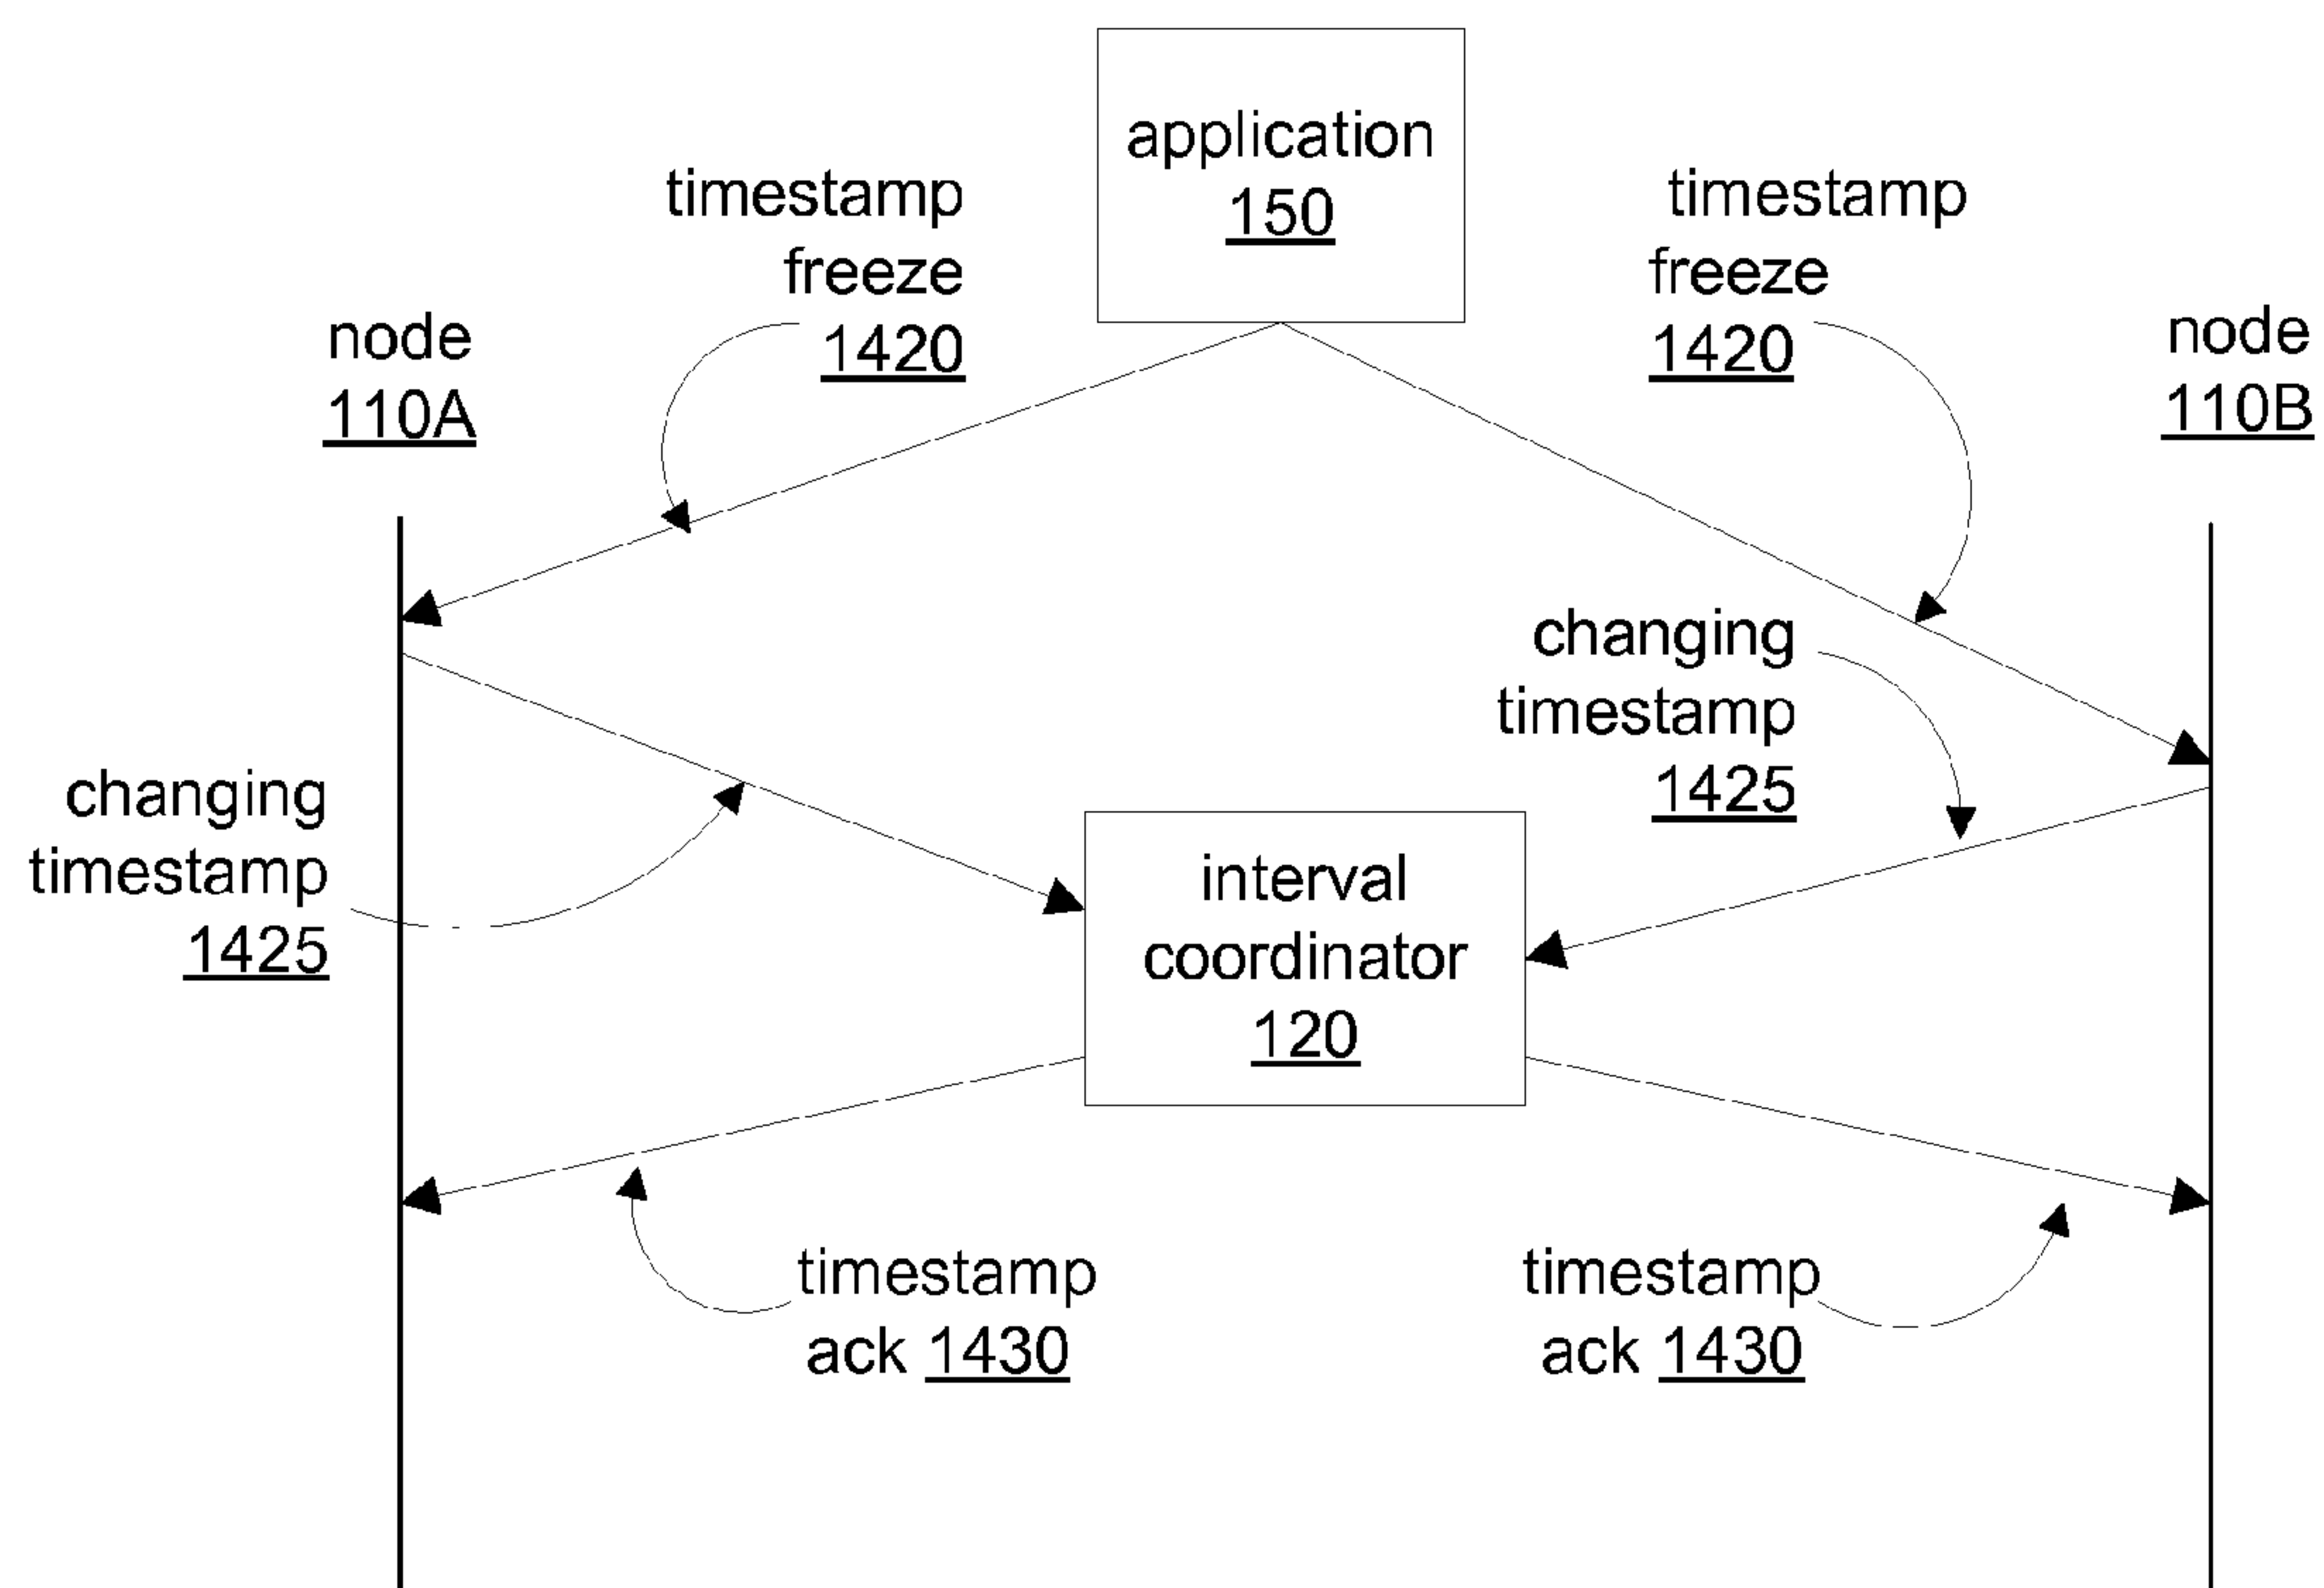 application
150
timestamp
freeze
1420
timestamp
freeze
1420
node
110A
node
110B
changing
timestamp
1425
changing
timestamp
1425
interval
coordinator
120
timestamp
ack 1430
timestamp
ack 1430